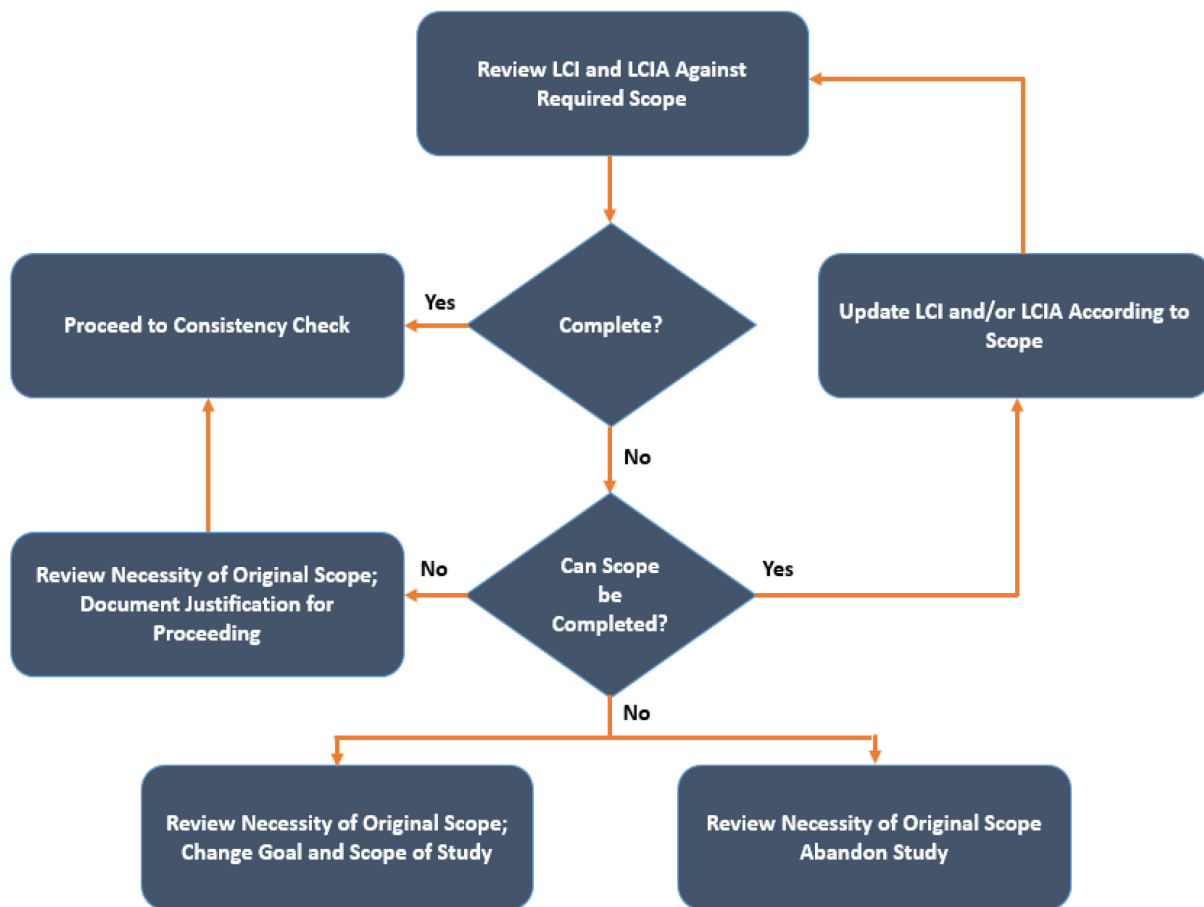 Review LCI and LCIA Against
Required Scope
Yes
Proceed to Consistency Check
Complete?
Update LCI and/or LCIA According to
Scope
No
Review Necessity of Original Scope;
Document Justification for
Proceeding
No
Can Scope
be
Completed?
Yes
No
Review Necessity of Original Scope;
Change Goal and Scope of Study
Review Necessity of Original Scope
Abandon Study